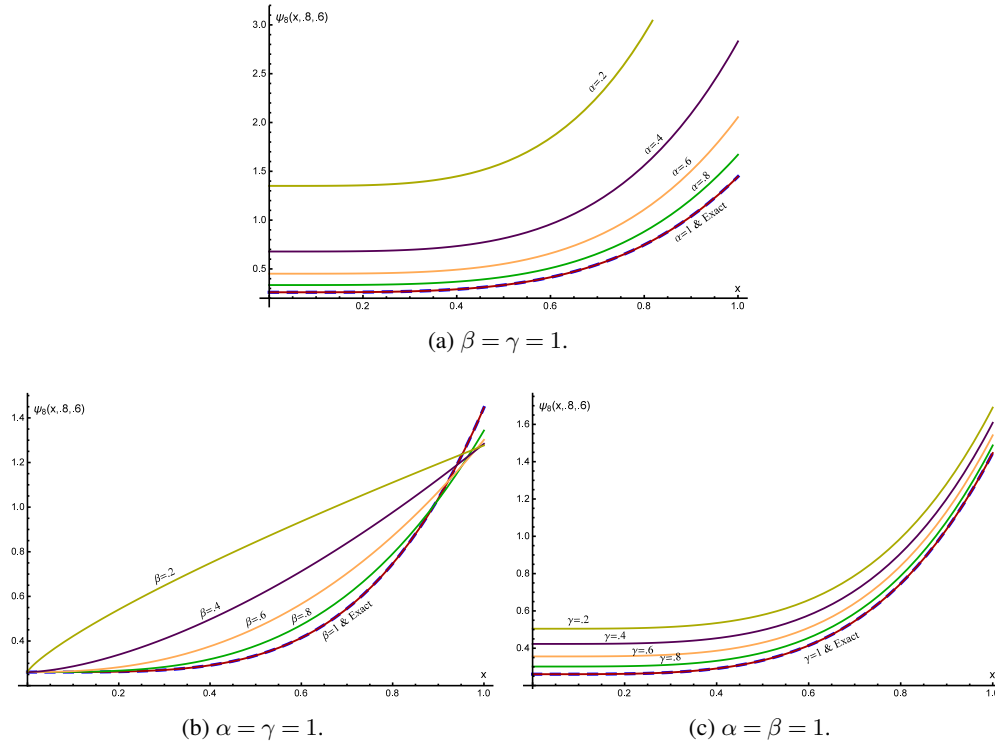 ψ₈(x,.8,.6)
3.0
2.5
2.0
1.5
1.0
0.5
α=.2
α=.4
α=.6
α=.8
α=1 & Exact
0.2 0.4 0.6 0.8 1.0
x
(a) β = γ = 1.
ψ₈(x,.8,.6)
1.4
1.2
1.0
0.8
0.6
0.4
β=.2
β=.4
β=.6
β=.8
β=1 & Exact
0.2 0.4 0.6 0.8 1.0
x
(b) α = γ = 1.
ψ₈(x,.8,.6)
1.6
1.4
1.2
1.0
0.8
0.6
0.4
γ=.2
γ=.4
γ=.6
γ=.8
γ=1 & Exact
0.2 0.4 0.6 0.8 1.0
x
(c) α = β = 1.